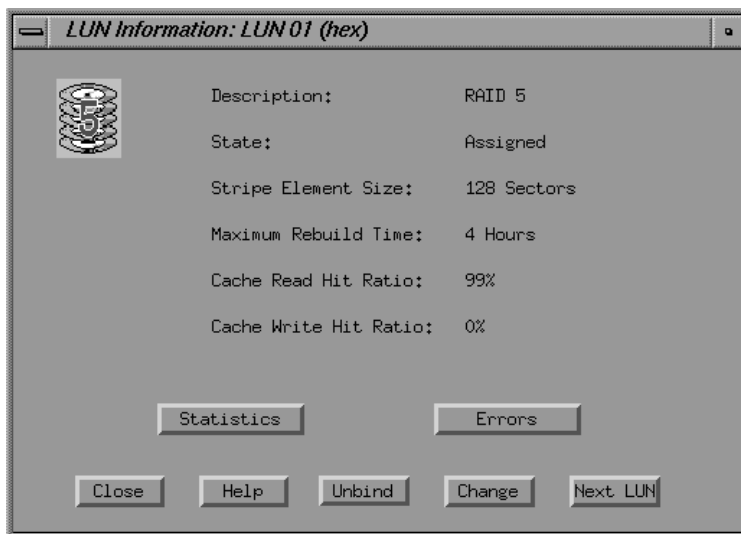 LUN Information: LUN 01 (hex)
5
Description: RAID 5
State: Assigned
Stripe Element Size: 128 Sectors
Maximum Rebuild Time: 4 Hours
Cache Read Hit Ratio: 99%
Cache Write Hit Ratio: 0%
Statistics Errors
Close Help Unbind Change Next LUN